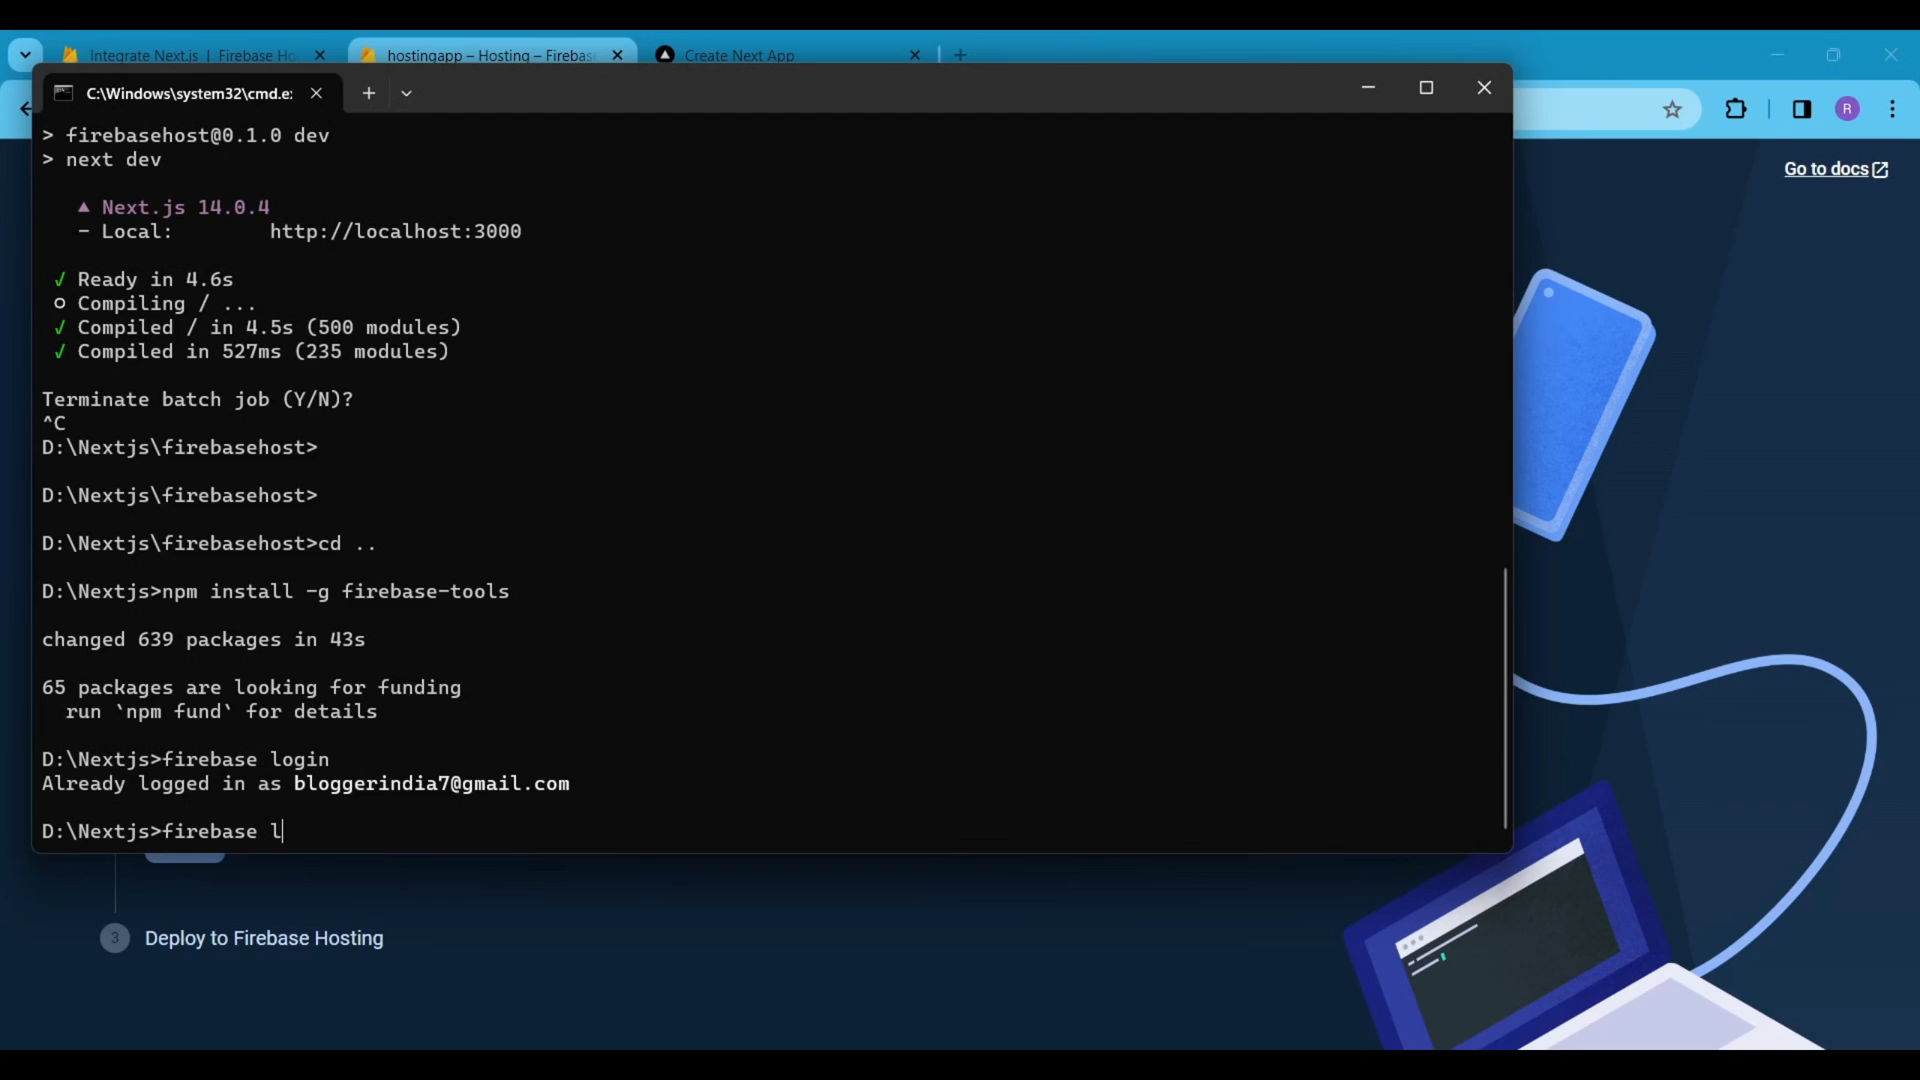 Integrate Next.js | Firebase Ho
hostingapp – Hosting – Firebase
Create Next App
C:\Windows\system32\cmd.e:
R
Go to docs
> firebasehost@0.1.0 dev
> next dev
▲ Next.js 14.0.4
- Local: http://localhost:3000
✓ Ready in 4.6s
○ Compiling / ...
✓ Compiled / in 4.5s (500 modules)
✓ Compiled in 527ms (235 modules)
Terminate batch job (Y/N)?
^C
D:\Nextjs\firebasehost>
D:\Nextjs\firebasehost>
D:\Nextjs\firebasehost>cd ..
D:\Nextjs>npm install -g firebase-tools
changed 639 packages in 43s
65 packages are looking for funding
run `npm fund` for details
D:\Nextjs>firebase login
Already logged in as bloggerindia7@gmail.com
D:\Nextjs>firebase l
3 Deploy to Firebase Hosting